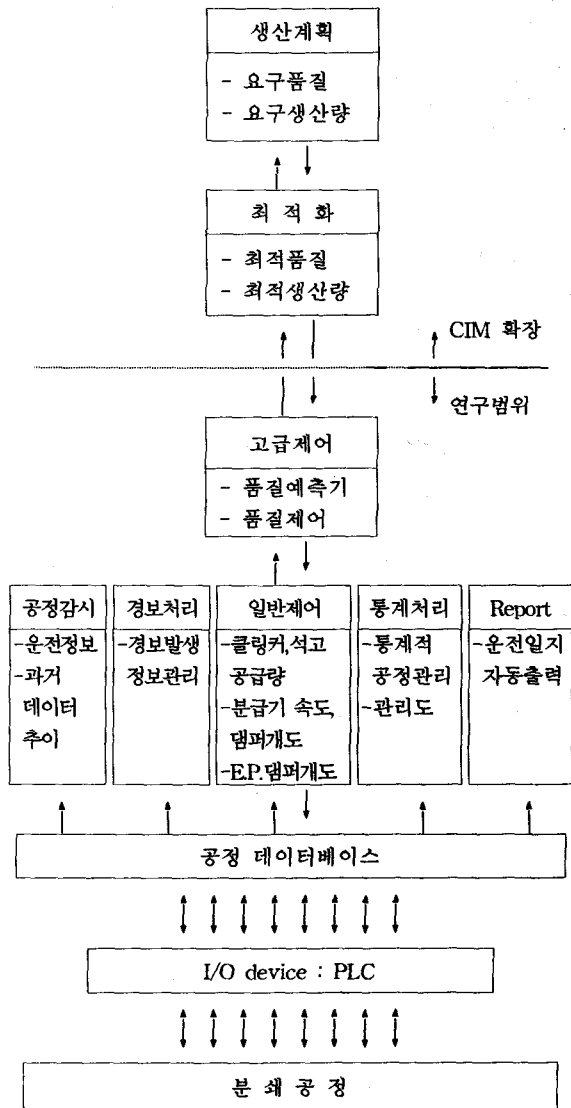 생산계획
- 요구품질
- 요구생산량
최 적 화
- 최적품질
- 최적생산량
CIM 확장
연구범위
고급제어
- 품질예측기
- 품질제어
공정감시
-운전정보
-과거
데이터
추이
경보처리
-경보발생
정보관리
일반제어
-클링커,석고
공급량
-분급기 속도,
댐퍼개도
-E.P.댐퍼개도
통계처리
-통계적
공정관리
-관리도
Report
-운전일지
자동출력
공정 데이터베이스
I/O device : PLC
분 쇄 공 정